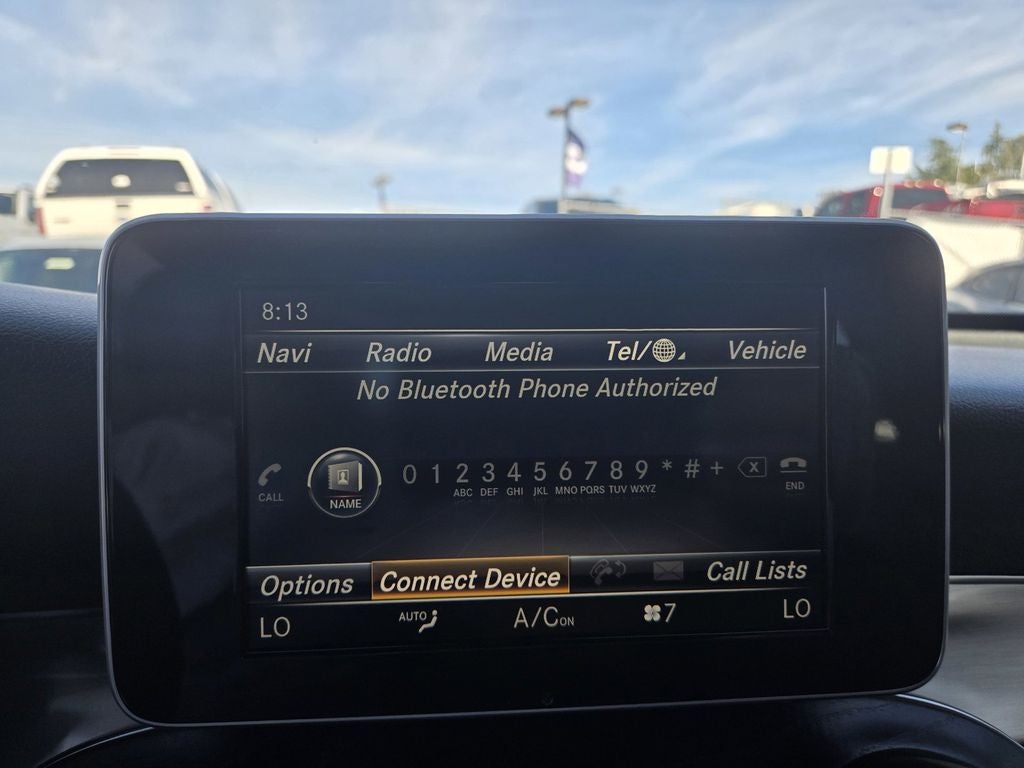 8:13
Navi Radio Media Tel/ Vehicle
No Bluetooth Phone Authorized
CALL NAME 0 1 2 3 4 5 6 7 8 9 * # + X END
ABC DEF GHI JKL MNO PQRS TUV WXYZ
Options Connect Device Call Lists
LO AUTO A/C ON 7 LO